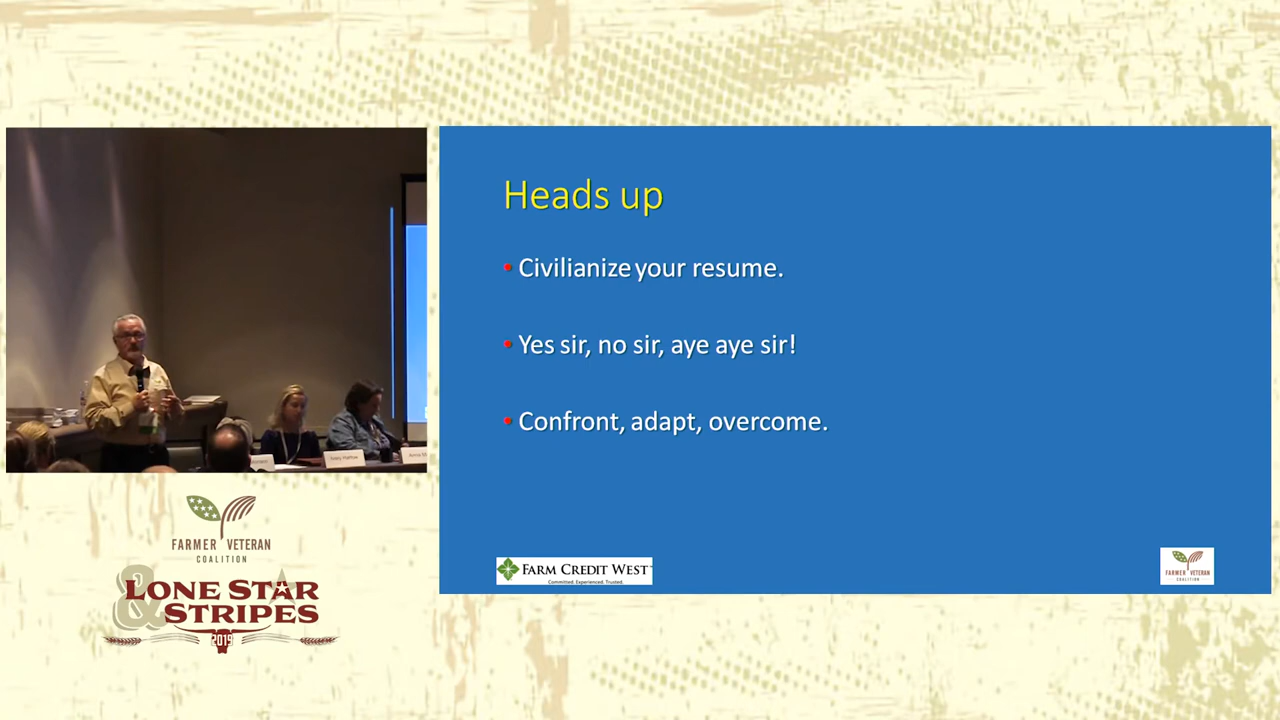 Heads up
• Civilianize your resume.
• Yes sir, no sir, aye aye sir!
• Confront, adapt, overcome.
FARM CREDIT WEST
Committed. Experienced. Trusted.
FARMER VETERAN
COALITION
FARMER VETERAN
COALITION
&
LONE STAR
STRIPES
2019